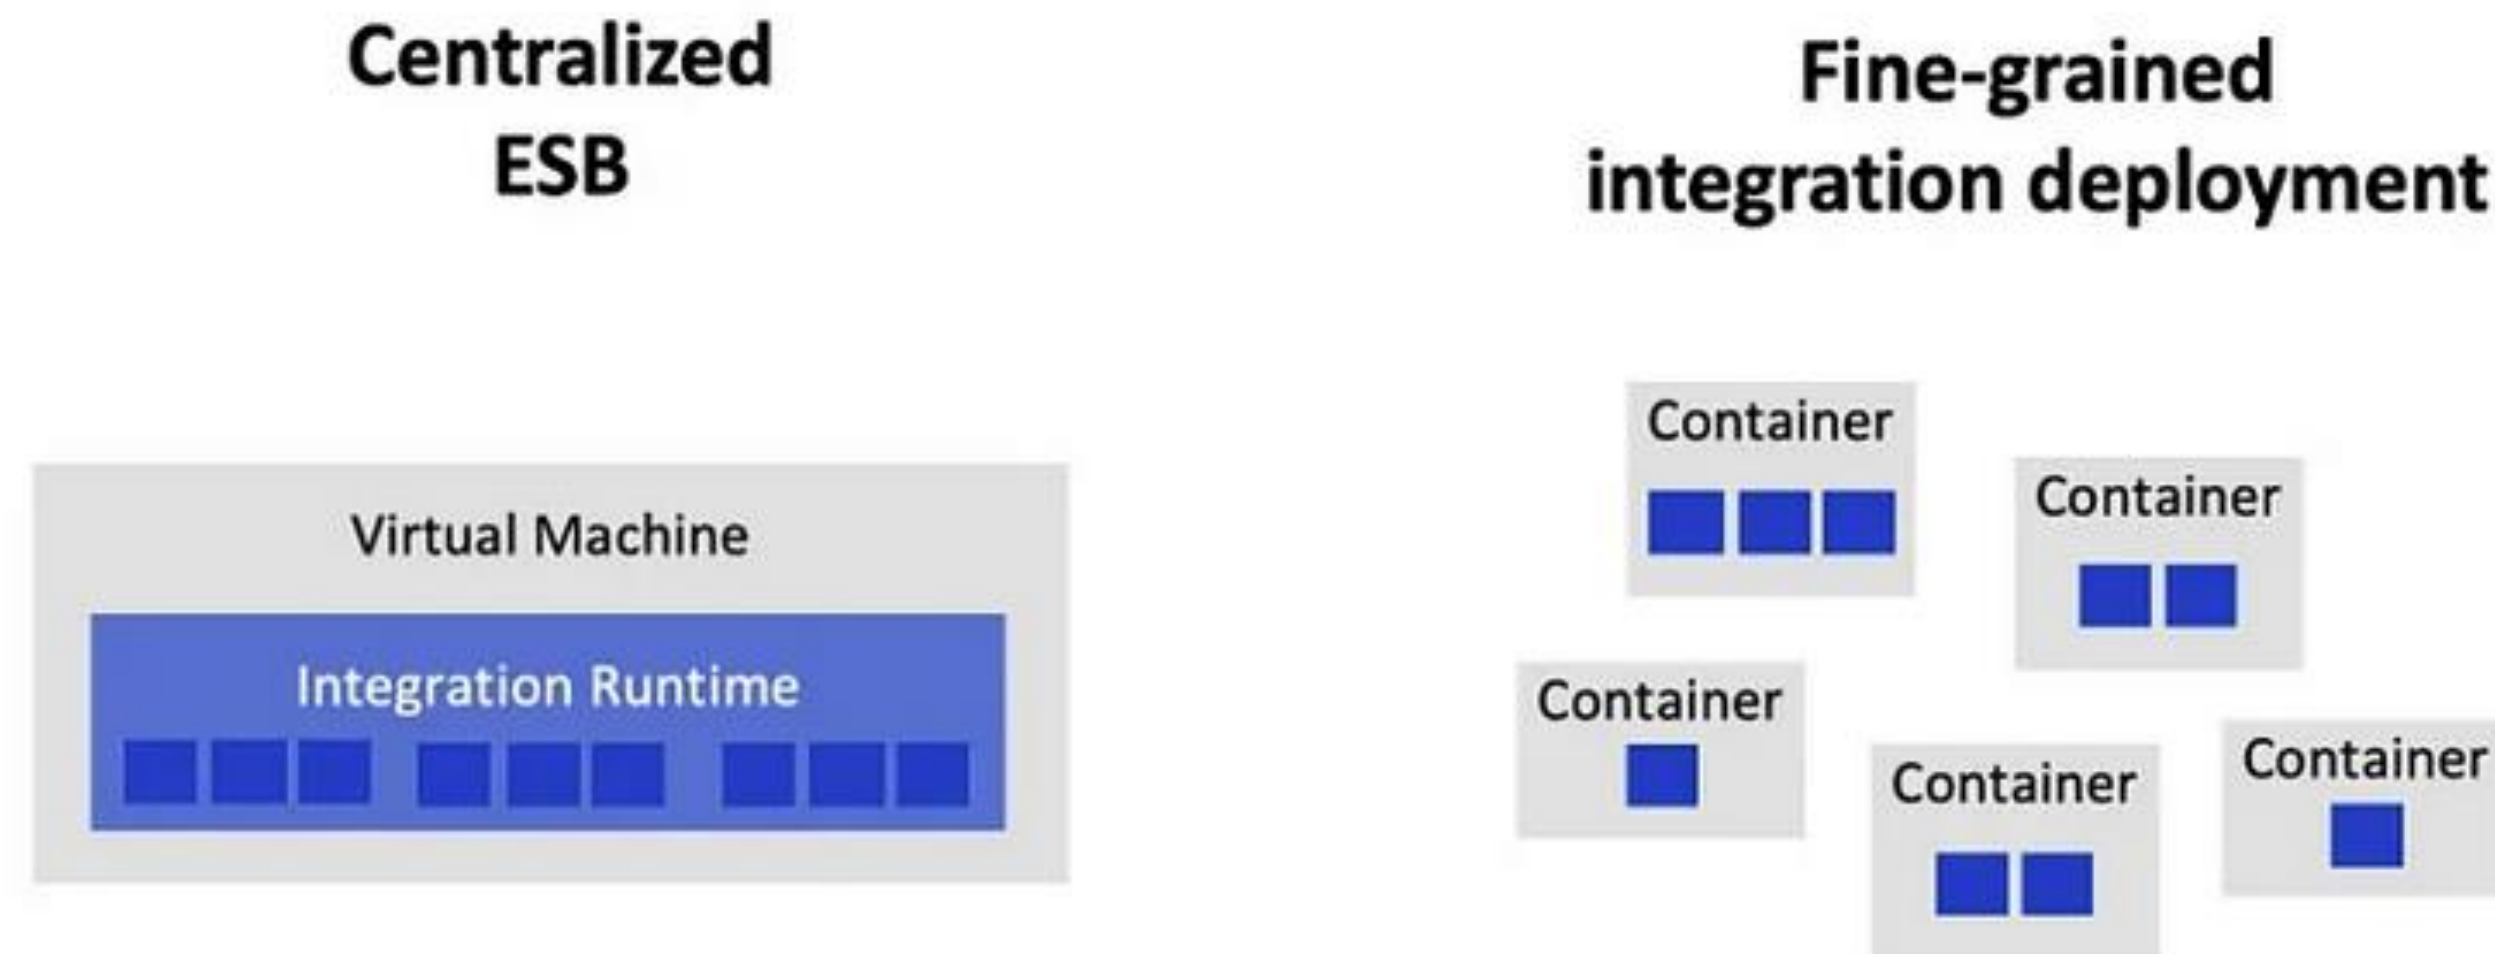 Centralized
ESB
Virtual Machine
Integration Runtime
Fine-grained
integration deployment
Container
Container
Container
Container
Container